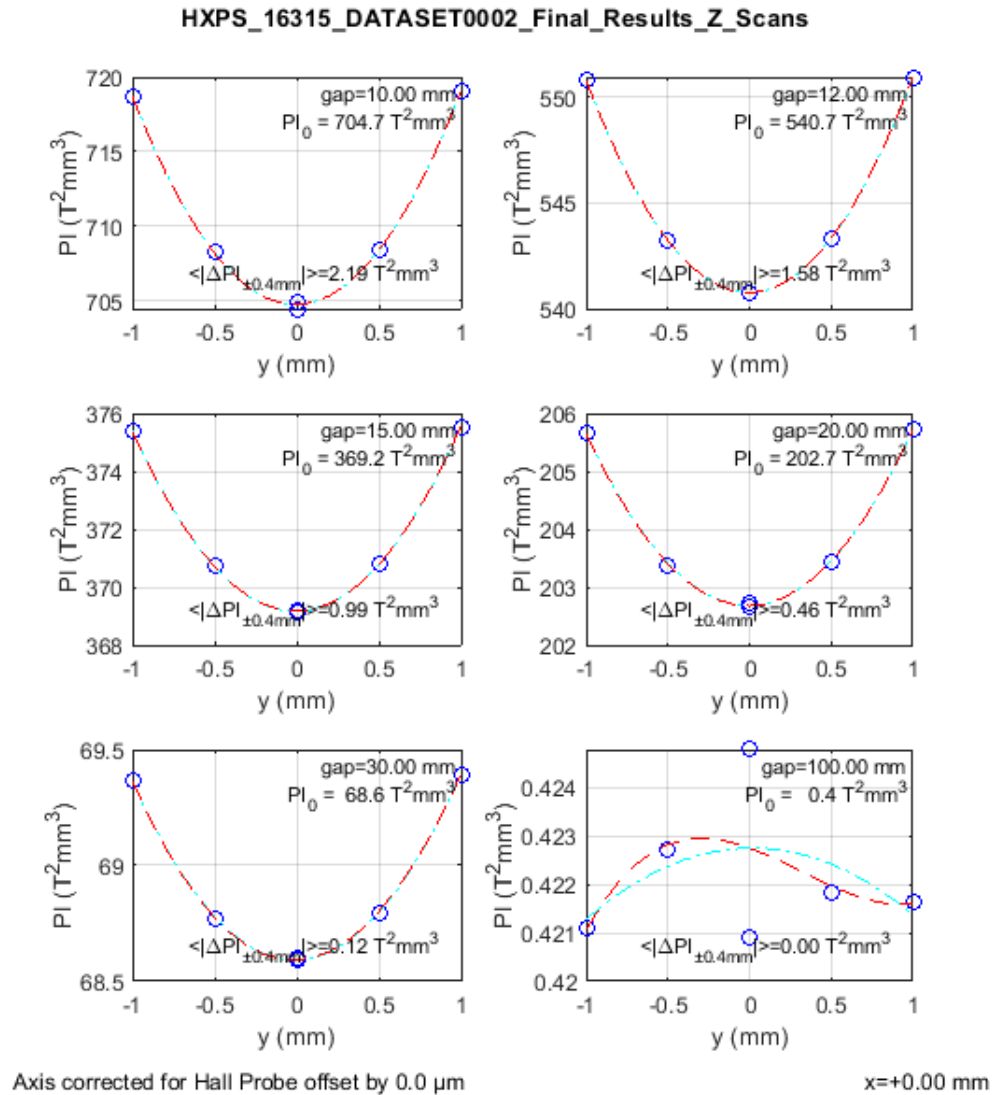 HXPS_16315_DATASET0002_Final_Results_Z_Scans
720
715
710
705
PI (T²mm³)
gap=10.00 mm
PI₀ = 704.7 T²mm³
<|ΔPI±0.4mm|>=2.19 T²mm³
-1 -0.5 0 0.5 1
y (mm)
550
545
540
PI (T²mm³)
gap=12.00 mm
PI₀ = 540.7 T²mm³
<|ΔPI±0.4mm|>=1.58 T²mm³
-1 -0.5 0 0.5 1
y (mm)
376
374
372
370
368
PI (T²mm³)
gap=15.00 mm
PI₀ = 369.2 T²mm³
<|ΔPI±0.4mm|>=0.99 T²mm³
-1 -0.5 0 0.5 1
y (mm)
206
205
204
203
202
PI (T²mm³)
gap=20.00 mm
PI₀ = 202.7 T²mm³
<|ΔPI±0.4mm|>=0.46 T²mm³
-1 -0.5 0 0.5 1
y (mm)
69.5
69
68.5
PI (T²mm³)
gap=30.00 mm
PI₀ = 68.6 T²mm³
<|ΔPI±0.4mm|>=0.12 T²mm³
-1 -0.5 0 0.5 1
y (mm)
0.424
0.423
0.422
0.421
0.42
PI (T²mm³)
gap=100.00 mm
PI₀ = 0.4 T²mm³
<|ΔPI±0.4mm|>=0.00 T²mm³
-1 -0.5 0 0.5 1
y (mm)
Axis corrected for Hall Probe offset by 0.0 µm
x=+0.00 mm